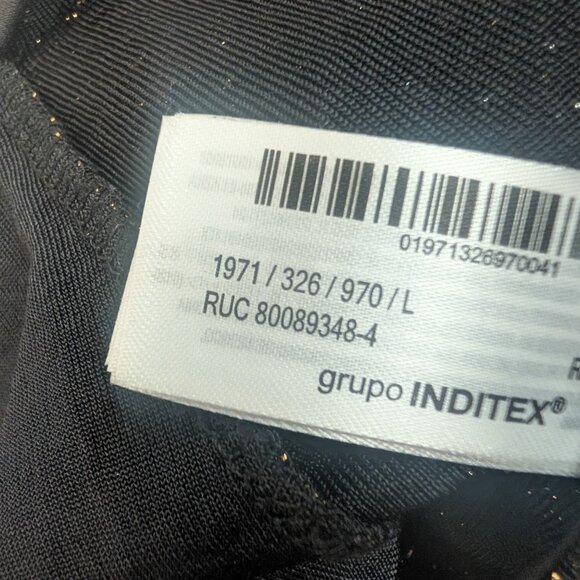 01971326970041
1971 / 326 / 970 / L
RUC 80089348-4
R
grupo INDITEX®